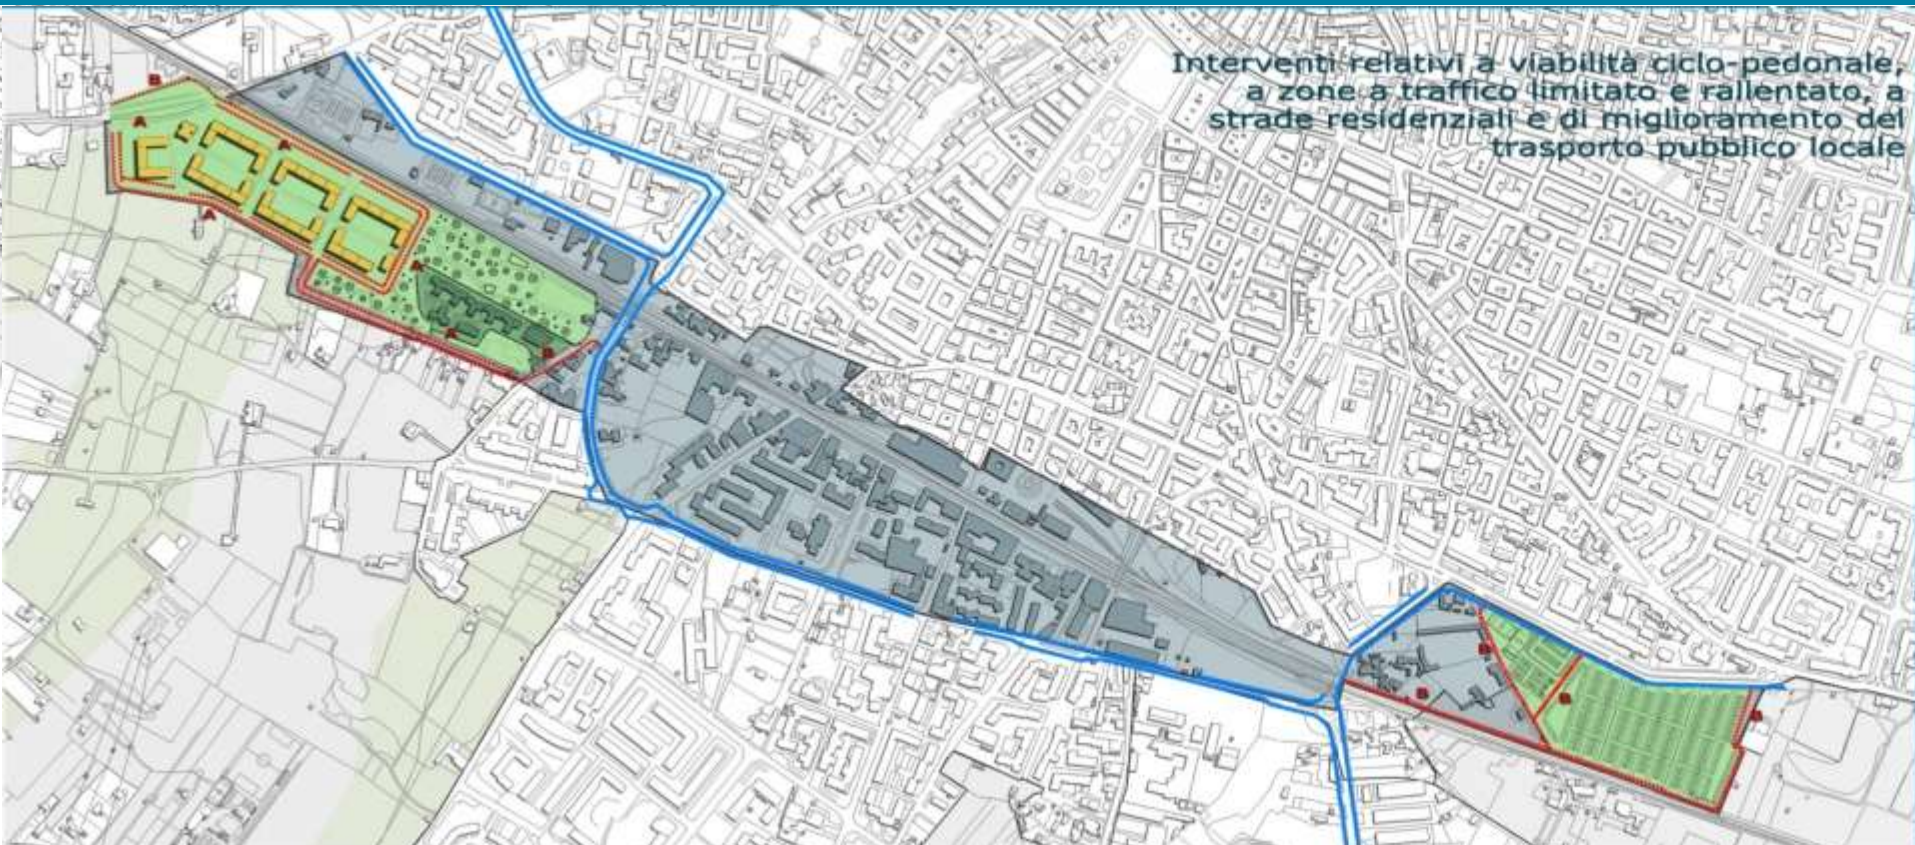 Interventi relativi a viabilità ciclo-pedonale,
a zone a traffico limitato e rallentato, a
strade residenziali e di miglioramento del
trasporto pubblico locale
B
A
A
A
A
A
B
B
B
B
B